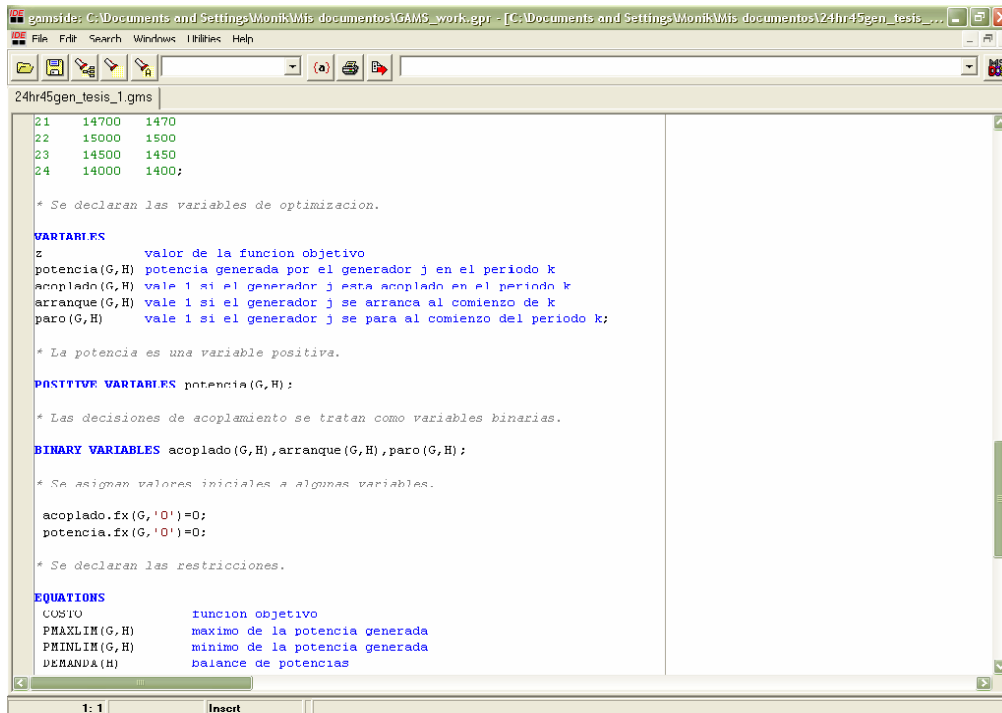 gamside: C:\Documents and Settings\Monik\Mis documentos\GAMS_work.gpr - [C:\Documents and Settings\Monik\Mis documentos\24hr45gen_tesis_...
IDE File Edit Search Windows Utilities Help
{a}
24hr45gen_tesis_1.gms
21 14700 1470
22 15000 1500
23 14500 1450
24 14000 1400;
* Se declaran las variables de optimizacion.
VARIABLES
z valor de la funcion objetivo
potencia(G,H) potencia generada por el generador j en el periodo k
acoplado(G,H) vale 1 si el generador j esta acoplado en el periodo k
arranque(G,H) vale 1 si el generador j se arranca al comienzo de k
paro(G,H) vale 1 si el generador j se para al comienzo del periodo k;
* La potencia es una variable positiva.
POSITIVE VARIABLES potencia(G,H);
* Las decisiones de acoplamiento se tratan como variables binarias.
BINARY VARIABLES acoplado(G,H),arranque(G,H),paro(G,H);
* Se asignan valores iniciales a algunas variables.
acoplado.fx(G,'0')=0;
potencia.fx(G,'0')=0;
* Se declaran las restricciones.
EQUATIONS
COSTO funcion objetivo
PMAXLIM(G,H) maximo de la potencia generada
PMINLIM(G,H) minimo de la potencia generada
DEMANDA(H) balance de potencias
1: 1 Insert